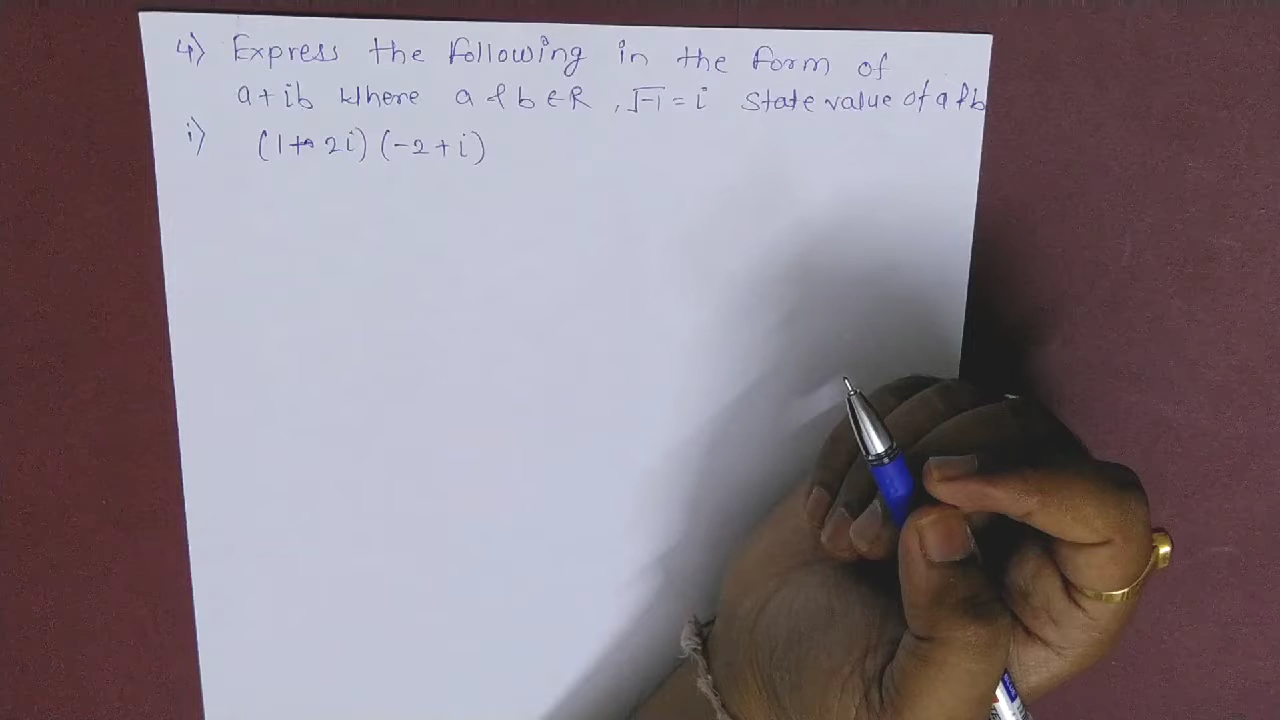 4) Express the following in the form of
a+ib where a & b ∈ R , √-1 = i State value of a & b
i) (1+ 2i) (-2+i)